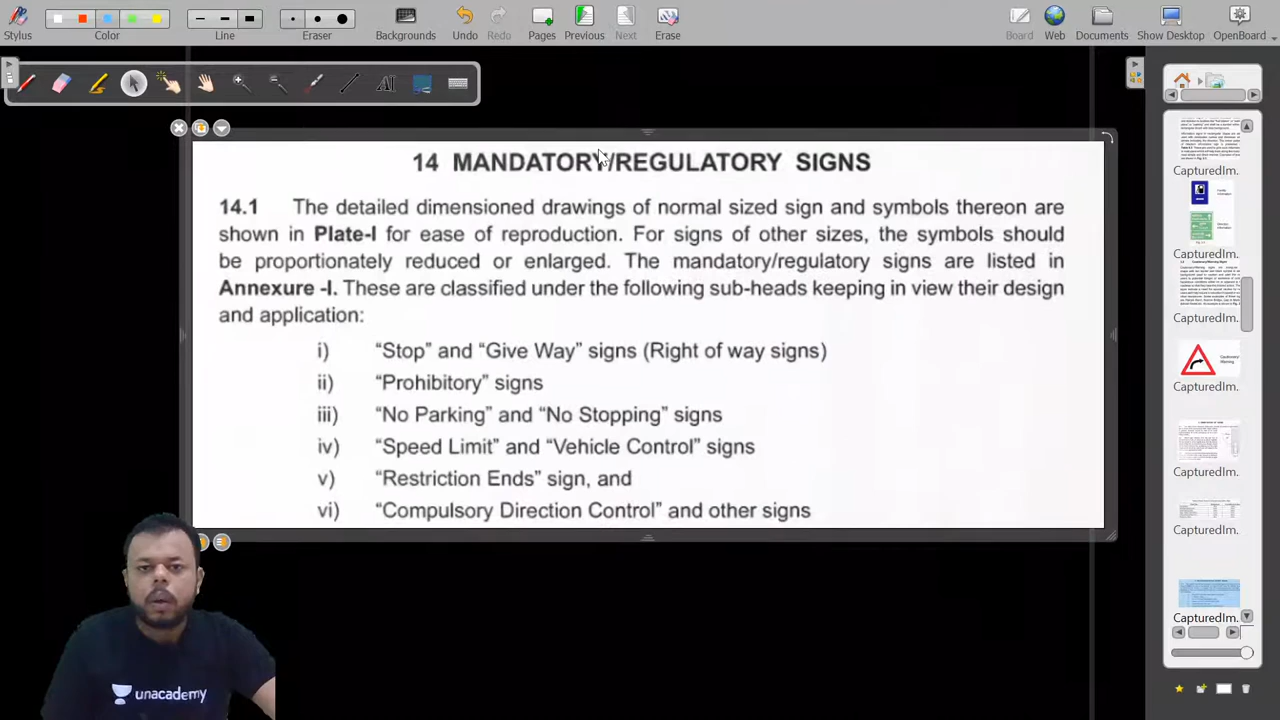 Stylus
Color
Line
Eraser
Backgrounds
Undo
Redo
Pages
Previous
Next
Erase
Board
Web
Documents
Show Desktop
OpenBoard
14 MANDATORY/REGULATORY SIGNS
14.1 The detailed dimensioned drawings of normal sized sign and symbols thereon are
shown in Plate-I for ease of reproduction. For signs of other sizes, the symbols should
be proportionately reduced or enlarged. The mandatory/regulatory signs are listed in
Annexure -I. These are classified under the following sub-heads keeping in view their design
and application:
i) “Stop” and “Give Way” signs (Right of way signs)
ii) “Prohibitory” signs
iii) “No Parking” and “No Stopping” signs
iv) “Speed Limit” and “Vehicle Control” signs
v) “Restriction Ends” sign, and
vi) “Compulsory Direction Control” and other signs
CapturedIm.
CapturedIm.
CapturedIm.
CapturedIm.
CapturedIm.
CapturedIm.
CapturedIm.
unacademy